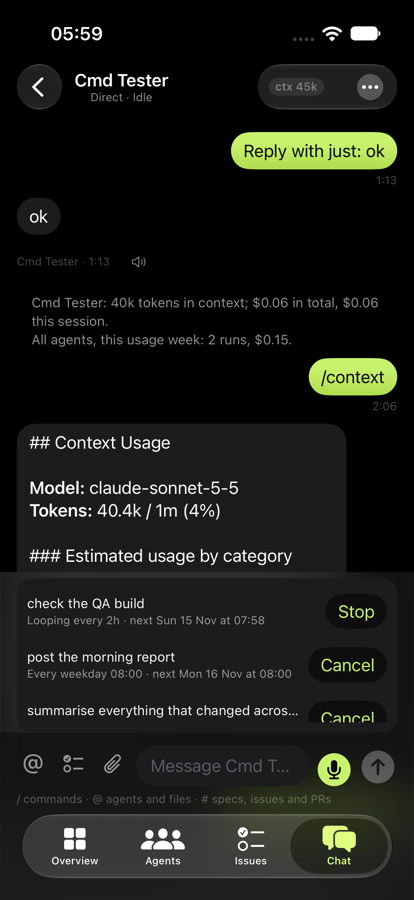 05:59
Cmd Tester
Direct · Idle
ctx 45k
Reply with just: ok
1:13
ok
Cmd Tester · 1:13
Cmd Tester: 40k tokens in context; $0.06 in total, $0.06
this session.
All agents, this usage week: 2 runs, $0.15.
/context
2:06
## Context Usage
Model: claude-sonnet-5-5
Tokens: 40.4k / 1m (4%)
### Estimated usage by category
check the QA build
Looping every 2h · next Sun 15 Nov at 07:58
Stop
post the morning report
Every weekday 08:00 · next Mon 16 Nov at 08:00
Cancel
summarise everything that changed acros...
Cancel
Message Cmd T...
/ commands · @ agents and files · # specs, issues and PRs
Overview
Agents
Issues
Chat